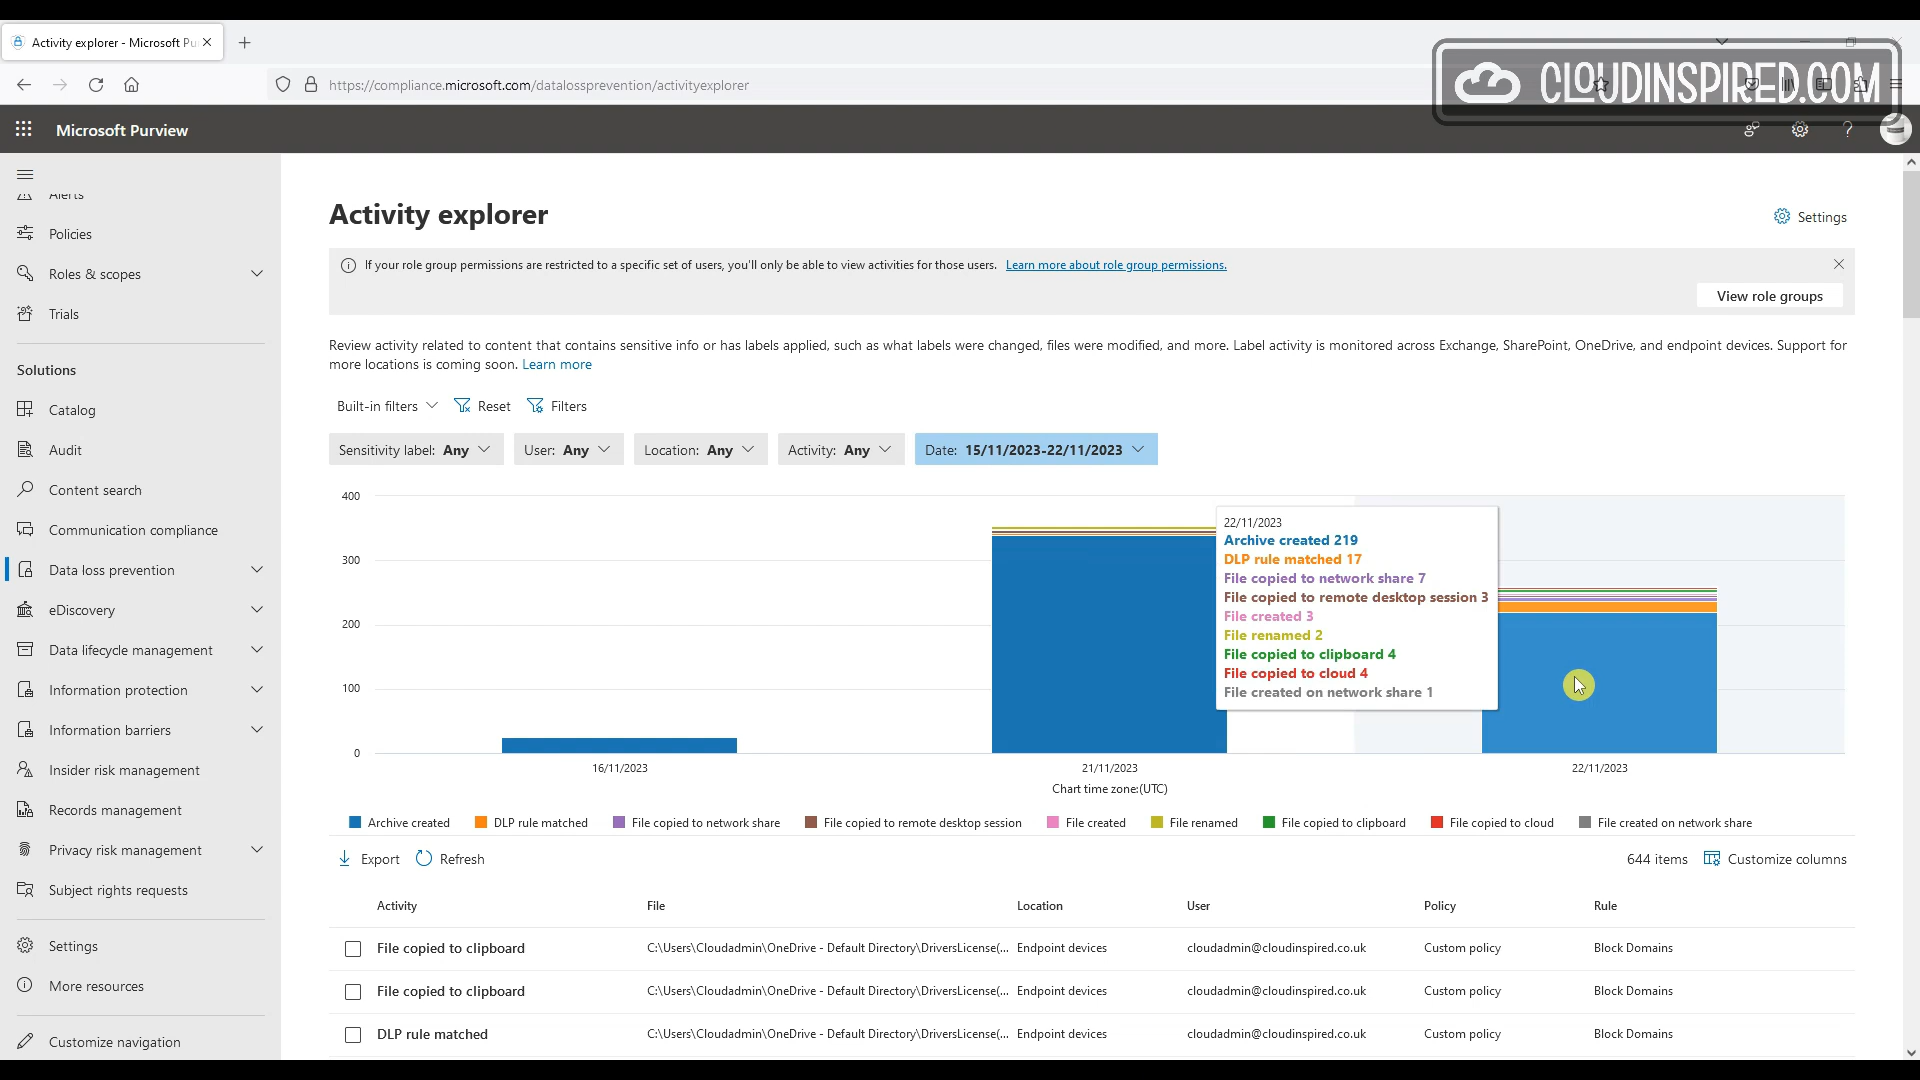 Activity explorer - Microsoft Pu
CLOUDINSPIRED.COM
https://compliance.microsoft.com/datalossprevention/activityexplorer
Microsoft Purview
Alerts
Policies
Roles & scopes
Trials
Solutions
Catalog
Audit
Content search
Communication compliance
Data loss prevention
eDiscovery
Data lifecycle management
Information protection
Information barriers
Insider risk management
Records management
Privacy risk management
Subject rights requests
Settings
More resources
Customize navigation
Activity explorer
Settings
If your role group permissions are restricted to a specific set of users, you'll only be able to view activities for those users. Learn more about role group permissions.
View role groups
Review activity related to content that contains sensitive info or has labels applied, such as what labels were changed, files were modified, and more. Label activity is monitored across Exchange, SharePoint, OneDrive, and endpoint devices. Support for
more locations is coming soon. Learn more
Built-in filters Reset Filters
Sensitivity label: Any User: Any Location: Any Activity: Any Date: 15/11/2023-22/11/2023
400
300
200
100
0
22/11/2023
Archive created 219
DLP rule matched 17
File copied to network share 7
File copied to remote desktop session 3
File created 3
File renamed 2
File copied to clipboard 4
File copied to cloud 4
File created on network share 1
16/11/2023 21/11/2023 22/11/2023
Chart time zone:(UTC)
Archive created DLP rule matched File copied to network share File copied to remote desktop session File created File renamed File copied to clipboard File copied to cloud File created on network share
Export Refresh 644 items Customize columns
Activity File Location User Policy Rule
File copied to clipboard C:\Users\Cloudadmin\OneDrive - Default Directory\DriversLicense(... Endpoint devices cloudadmin@cloudinspired.co.uk Custom policy Block Domains
File copied to clipboard C:\Users\Cloudadmin\OneDrive - Default Directory\DriversLicense(... Endpoint devices cloudadmin@cloudinspired.co.uk Custom policy Block Domains
DLP rule matched C:\Users\Cloudadmin\OneDrive - Default Directory\DriversLicense(... Endpoint devices cloudadmin@cloudinspired.co.uk Custom policy Block Domains